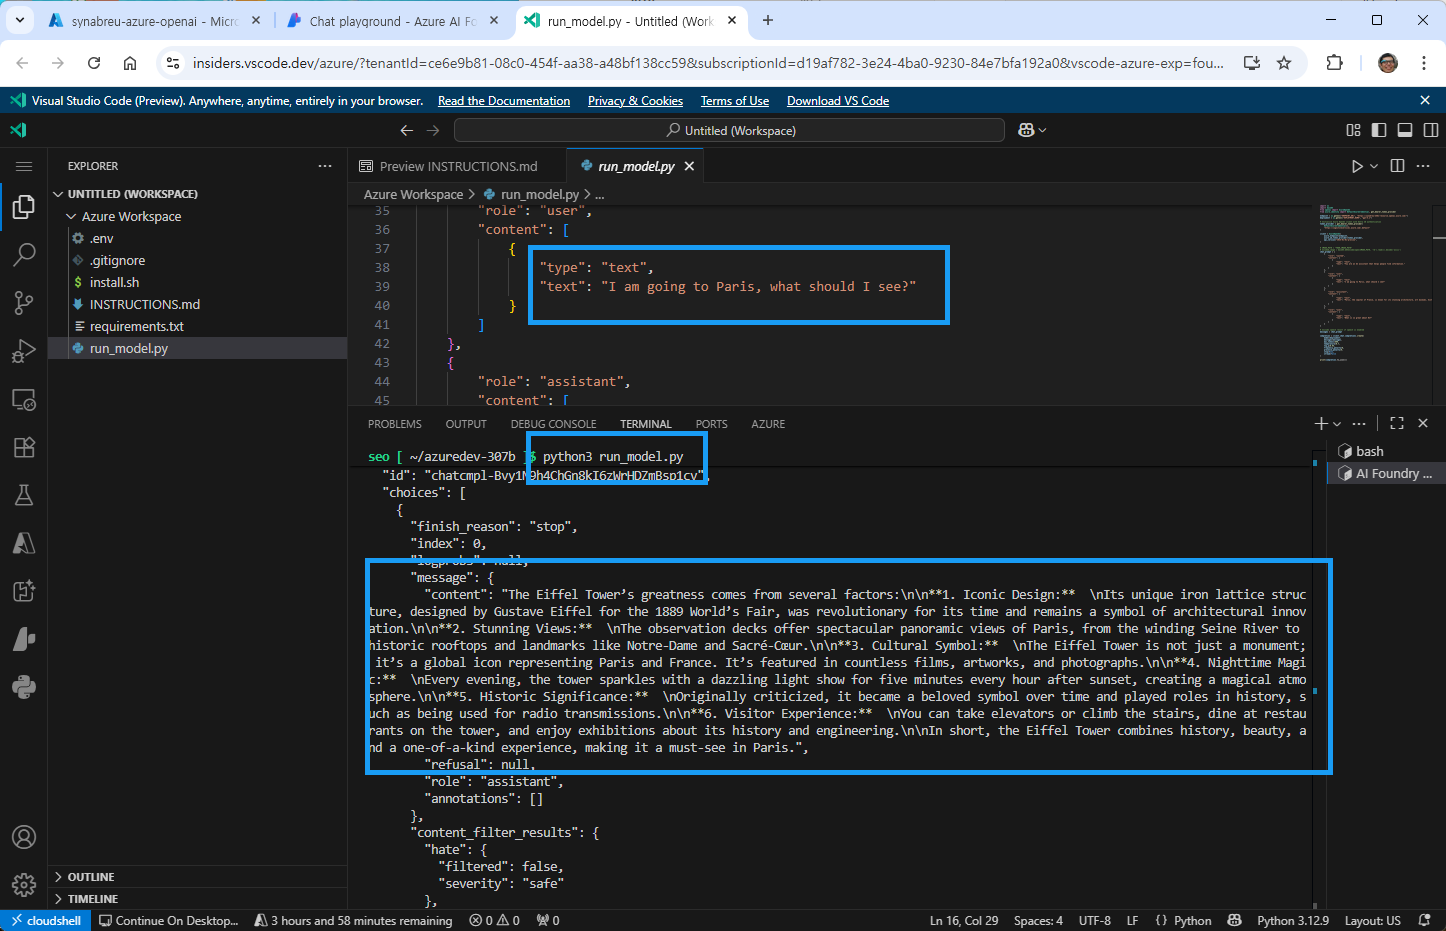 synabreu-azure-openai - Micro
Chat playground - Azure AI Fo
run_model.py - Untitled (Work
insiders.vscode.dev/azure/?tenantId=ce6e9b81-08c0-454f-aa38-a48bf138cc59&subscriptionId=d19af782-3e24-4ba0-9230-84e7bfa192a0&vscode-azure-exp=fou...
Visual Studio Code (Preview). Anywhere, anytime, entirely in your browser. Read the Documentation Privacy & Cookies Terms of Use Download VS Code
Untitled (Workspace)
EXPLORER
UNTITLED (WORKSPACE)
Azure Workspace
.env
.gitignore
install.sh
INSTRUCTIONS.md
requirements.txt
run_model.py
OUTLINE
TIMELINE
Preview INSTRUCTIONS.md
run_model.py
Azure Workspace > run_model.py > ...
35 "role": "user",
36 "content": [
37 {
38 "type": "text",
39 "text": "I am going to Paris, what should I see?"
40 }
41 ]
42 },
43 {
44 "role": "assistant",
45 "content": [
PROBLEMS OUTPUT DEBUG CONSOLE TERMINAL PORTS AZURE
bash
AI Foundry ...
seo [ ~/azuredev-307b ]$ python3 run_model.py
"id": "chatcmpl-Bvy1N9h4ChGn8kI6zWrHDZmBsp1cv",
"choices": [
{
"finish_reason": "stop",
"index": 0,
"logprobs": null,
"message": {
"content": "The Eiffel Tower’s greatness comes from several factors:\n\n**1. Iconic Design:**  \nIts unique iron lattice struc
ture, designed by Gustave Eiffel for the 1889 World’s Fair, was revolutionary for its time and remains a symbol of architectural innov
ation.\n\n**2. Stunning Views:**  \nThe observation decks offer spectacular panoramic views of Paris, from the winding Seine River to
historic rooftops and landmarks like Notre-Dame and Sacré-Cœur.\n\n**3. Cultural Symbol:**  \nThe Eiffel Tower is not just a monument;
it’s a global icon representing Paris and France. It’s featured in countless films, artworks, and photographs.\n\n**4. Nighttime Magi
c:**  \nEvery evening, the tower sparkles with a dazzling light show for five minutes every hour after sunset, creating a magical atmo
sphere.\n\n**5. Historic Significance:**  \nOriginally criticized, it became a beloved symbol over time and played roles in history, s
uch as being used for radio transmissions.\n\n**6. Visitor Experience:**  \nYou can take elevators or climb the stairs, dine at restau
rants on the tower, and enjoy exhibitions about its history and engineering.\n\nIn short, the Eiffel Tower combines history, beauty, a
nd a one-of-a-kind experience, making it a must-see in Paris.",
"refusal": null,
"role": "assistant",
"annotations": []
},
"content_filter_results": {
"hate": {
"filtered": false,
"severity": "safe"
},
cloudshell Continue On Desktop... 3 hours and 58 minutes remaining 0 0 0 Ln 16, Col 29 Spaces: 4 UTF-8 LF {} Python Python 3.12.9 Layout: US